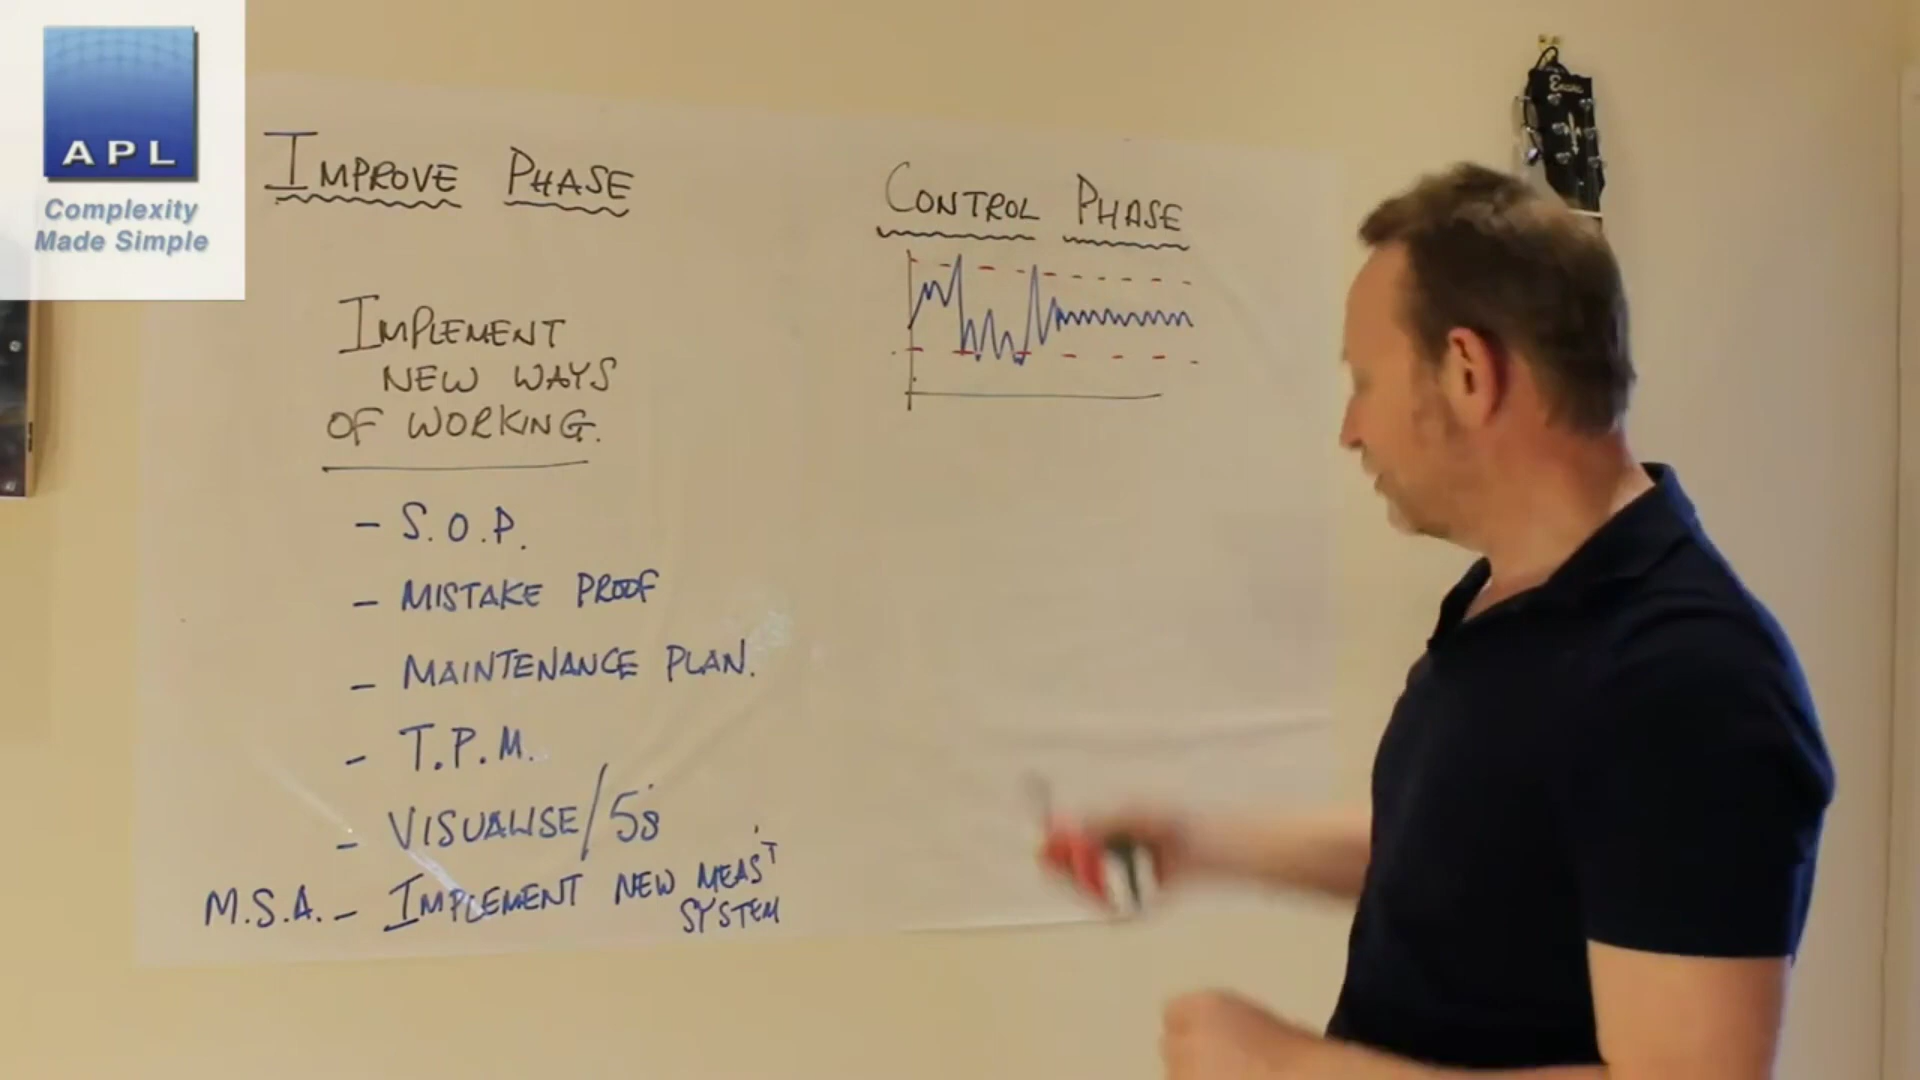 APL
Complexity
Made Simple
IMPROVE PHASE
IMPLEMENT
NEW WAYS
OF WORKING.
- S.O.P.
- MISTAKE PROOF
- MAINTENANCE PLAN.
- T.P.M.
- VISUALISE/5s
M.S.A. - IMPLEMENT NEW MEAST
SYSTEM
CONTROL PHASE